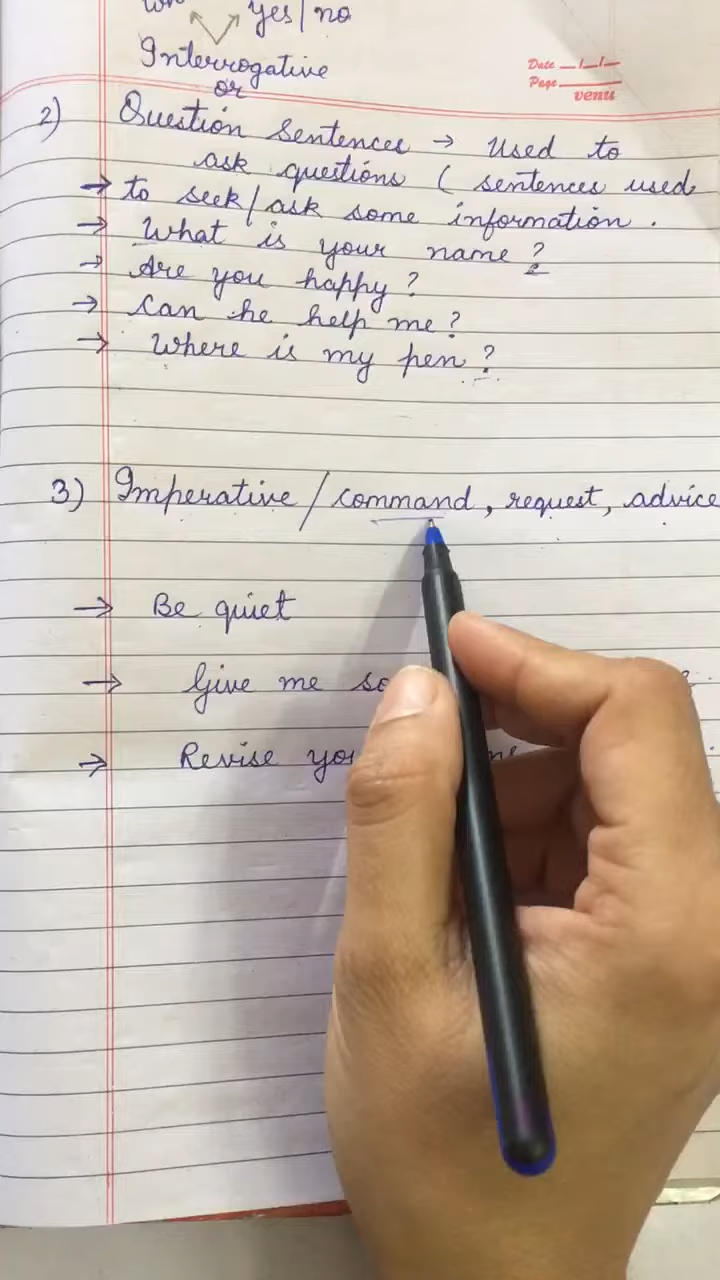 yes/no
Interrogative
or
Date
Page
venus
2) Question sentences → Used to
ask questions ( sentences used
→ to seek/ask some information .
→ What is your name ?
→ Are you happy ?
→ Can he help me ?
→ Where is my pen ?
3) Imperative / command, request, advice
→ Be quiet
→ Give me
→ Revise